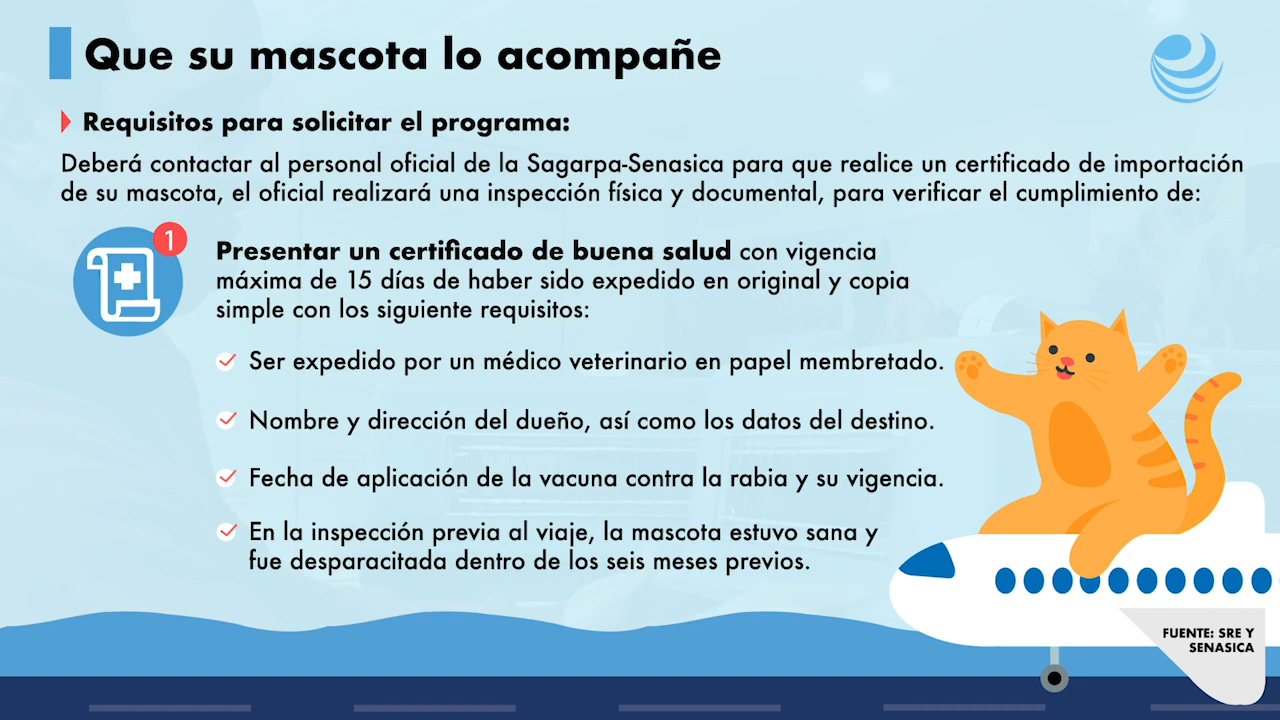 Que su mascota lo acompañe
Requisitos para solicitar el programa:
Deberá contactar al personal oficial de la Sagarpa-Senasica para que realice un certificado de importación
de su mascota, el oficial realizará una inspección física y documental, para verificar el cumplimiento de:
1
Presentar un certificado de buena salud con vigencia
máxima de 15 días de haber sido expedido en original y copia
simple con los siguiente requisitos:
Ser expedido por un médico veterinario en papel membretado.
Nombre y dirección del dueño, así como los datos del destino.
Fecha de aplicación de la vacuna contra la rabia y su vigencia.
En la inspección previa al viaje, la mascota estuvo sana y
fue desparacitada dentro de los seis meses previos.
FUENTE: SRE Y
SENASICA